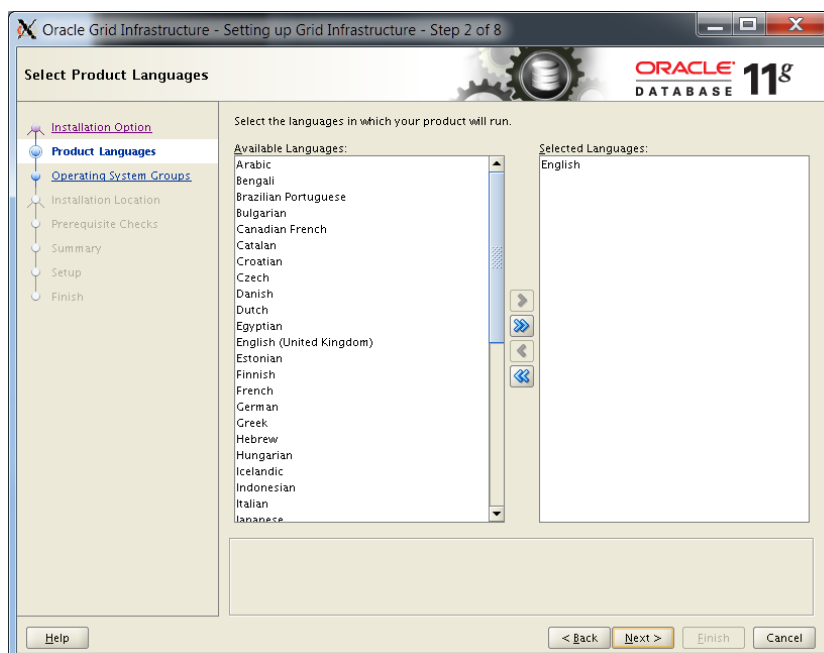 Oracle Grid Infrastructure - Setting up Grid Infrastructure - Step 2 of 8
Select Product Languages
ORACLE
DATABASE 11g
Installation Option
Product Languages
Operating System Groups
Installation Location
Prerequisite Checks
Summary
Setup
Finish
Select the languages in which your product will run.
Available Languages:
Arabic
Bengali
Brazilian Portuguese
Bulgarian
Canadian French
Catalan
Croatian
Czech
Danish
Dutch
Egyptian
English (United Kingdom)
Estonian
Finnish
French
German
Greek
Hebrew
Hungarian
Icelandic
Indonesian
Italian
Japanese
Selected Languages:
English
Help
< Back
Next >
Finish
Cancel